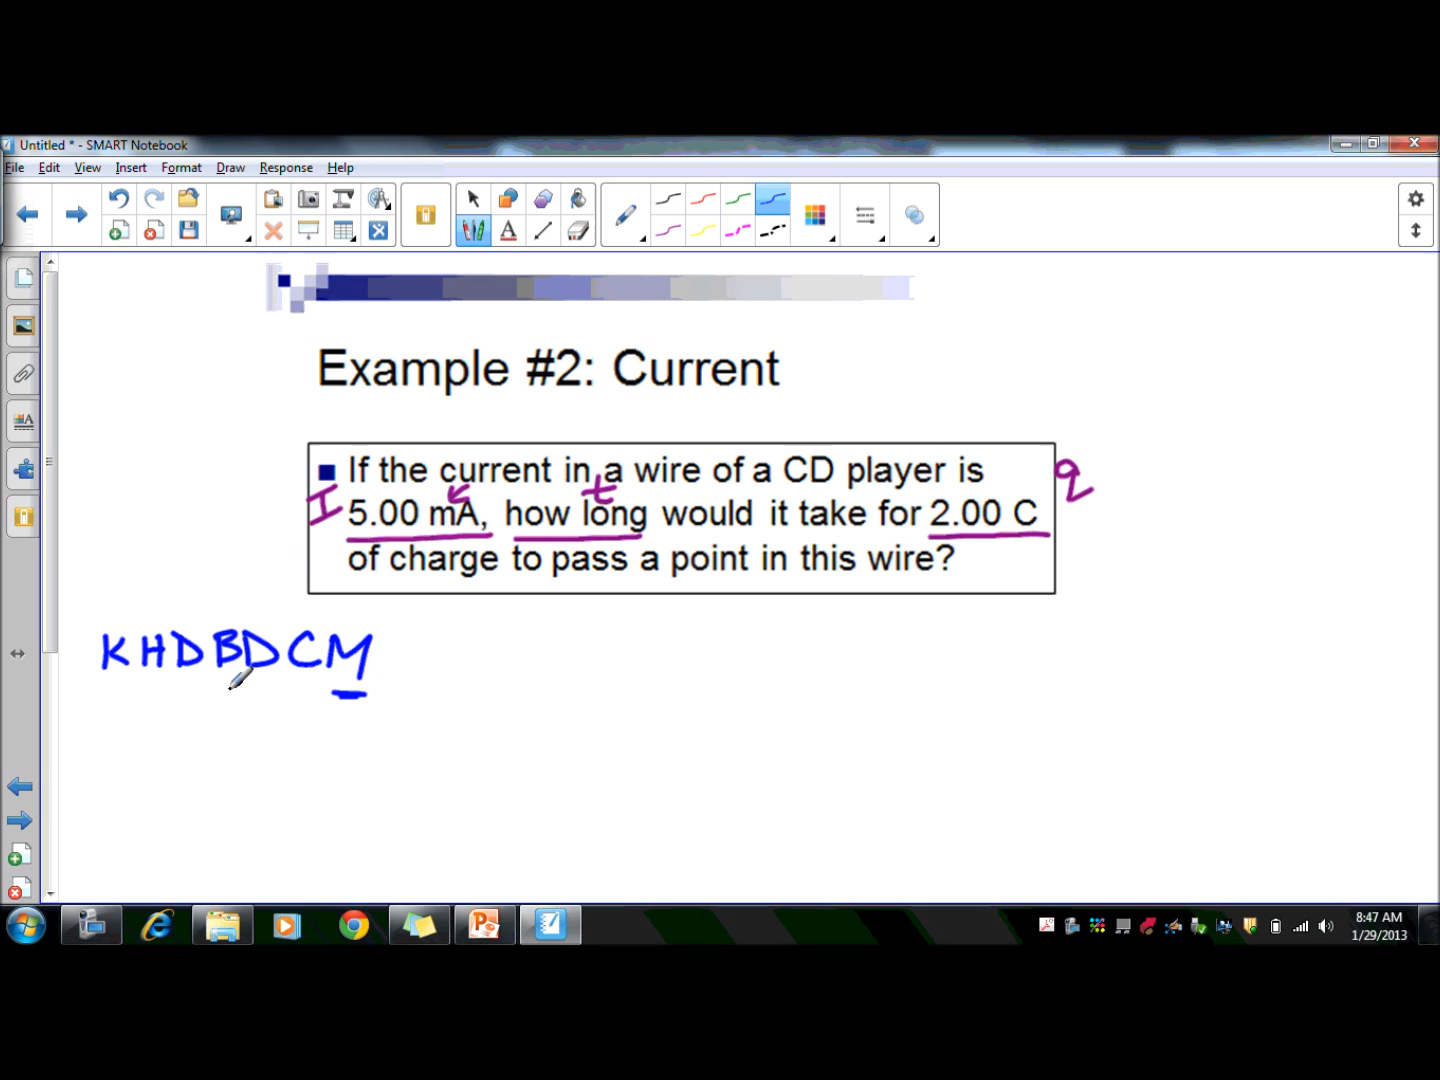 Untitled * - SMART Notebook
File Edit View Insert Format Draw Response Help
Example #2: Current
If the current in a wire of a CD player is
5.00 mA, how long would it take for 2.00 C
of charge to pass a point in this wire?
I
t
q
K H D B D C M
8:47 AM
1/29/2013